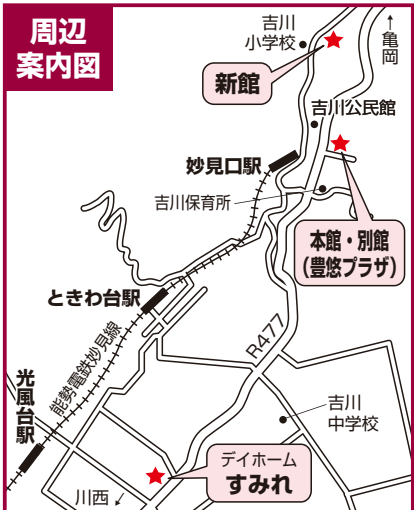 周辺
案内図
吉川
小学校
↑
亀岡
新館
吉川公民館
妙見口駅
吉川保育所
本館・別館
（豊悠プラザ）
ときわ台駅
能勢電鉄妙見線
R477
光風台駅
吉川
中学校
デイホーム
すみれ
川西↙